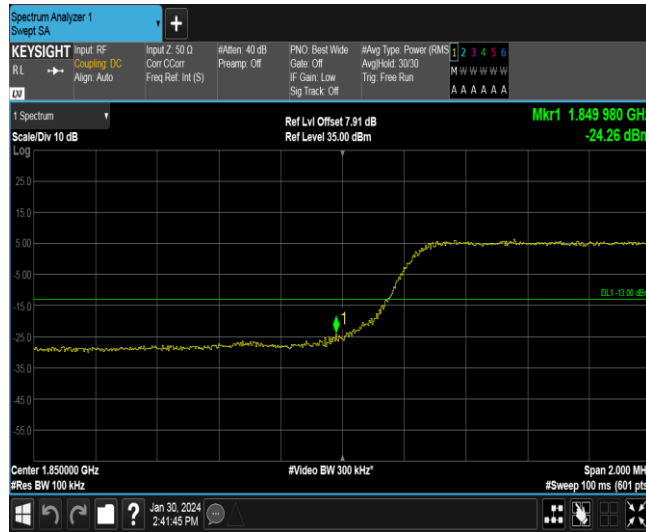 Spectrum Analyzer 1
Swept SA
KEYSIGHT
RL
LXI
Input: RF
Coupling: DC
Align: Auto
Input Z: 50 Ω
Corr CCorr
Freq Ref: Int (S)
#Atten: 40 dB
Preamp: Off
PNO: Best Wide
Gate: Off
IF Gain: Low
Sig Track: Off
#Avg Type: Power (RMS
Avg|Hold: 30/30
Trig: Free Run
1 2 3 4 5 6
M W W W W W
A A A A A A
1 Spectrum
Scale/Div 10 dB
Log
Ref Lvl Offset 7.91 dB
Ref Level 35.00 dBm
Mkr1 1.849 980 GHz
-24.26 dBm
25.0
15.0
5.00
-5.00
-15.0
-25.0
-35.0
-45.0
-55.0
1
DL1 -13.00 dBm
Center 1.850000 GHz
#Res BW 100 kHz
#Video BW 300 kHz*
Span 2.000 MH
#Sweep 100 ms (601 pts
?
Jan 30, 2024
2:41:45 PM